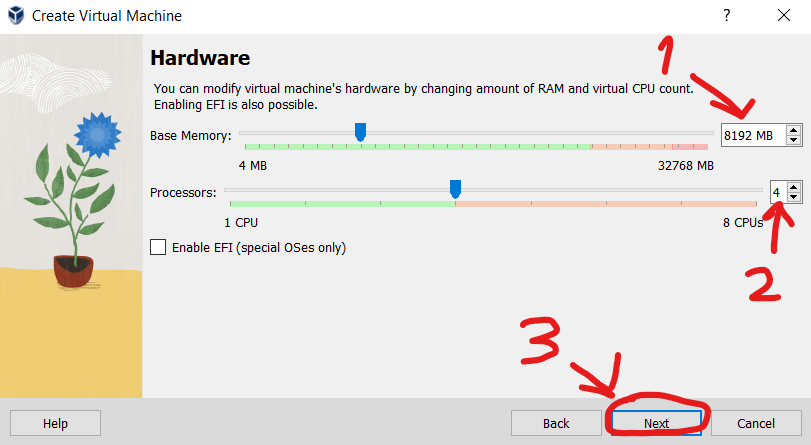 Create Virtual Machine
?
Hardware
1
You can modify virtual machine's hardware by changing amount of RAM and virtual CPU count.
Enabling EFI is also possible.
Base Memory:
8192 MB
4 MB
32768 MB
Processors:
4
1 CPU
8 CPUs
Enable EFI (special OSes only)
2
3
Help
Back
Next
Cancel